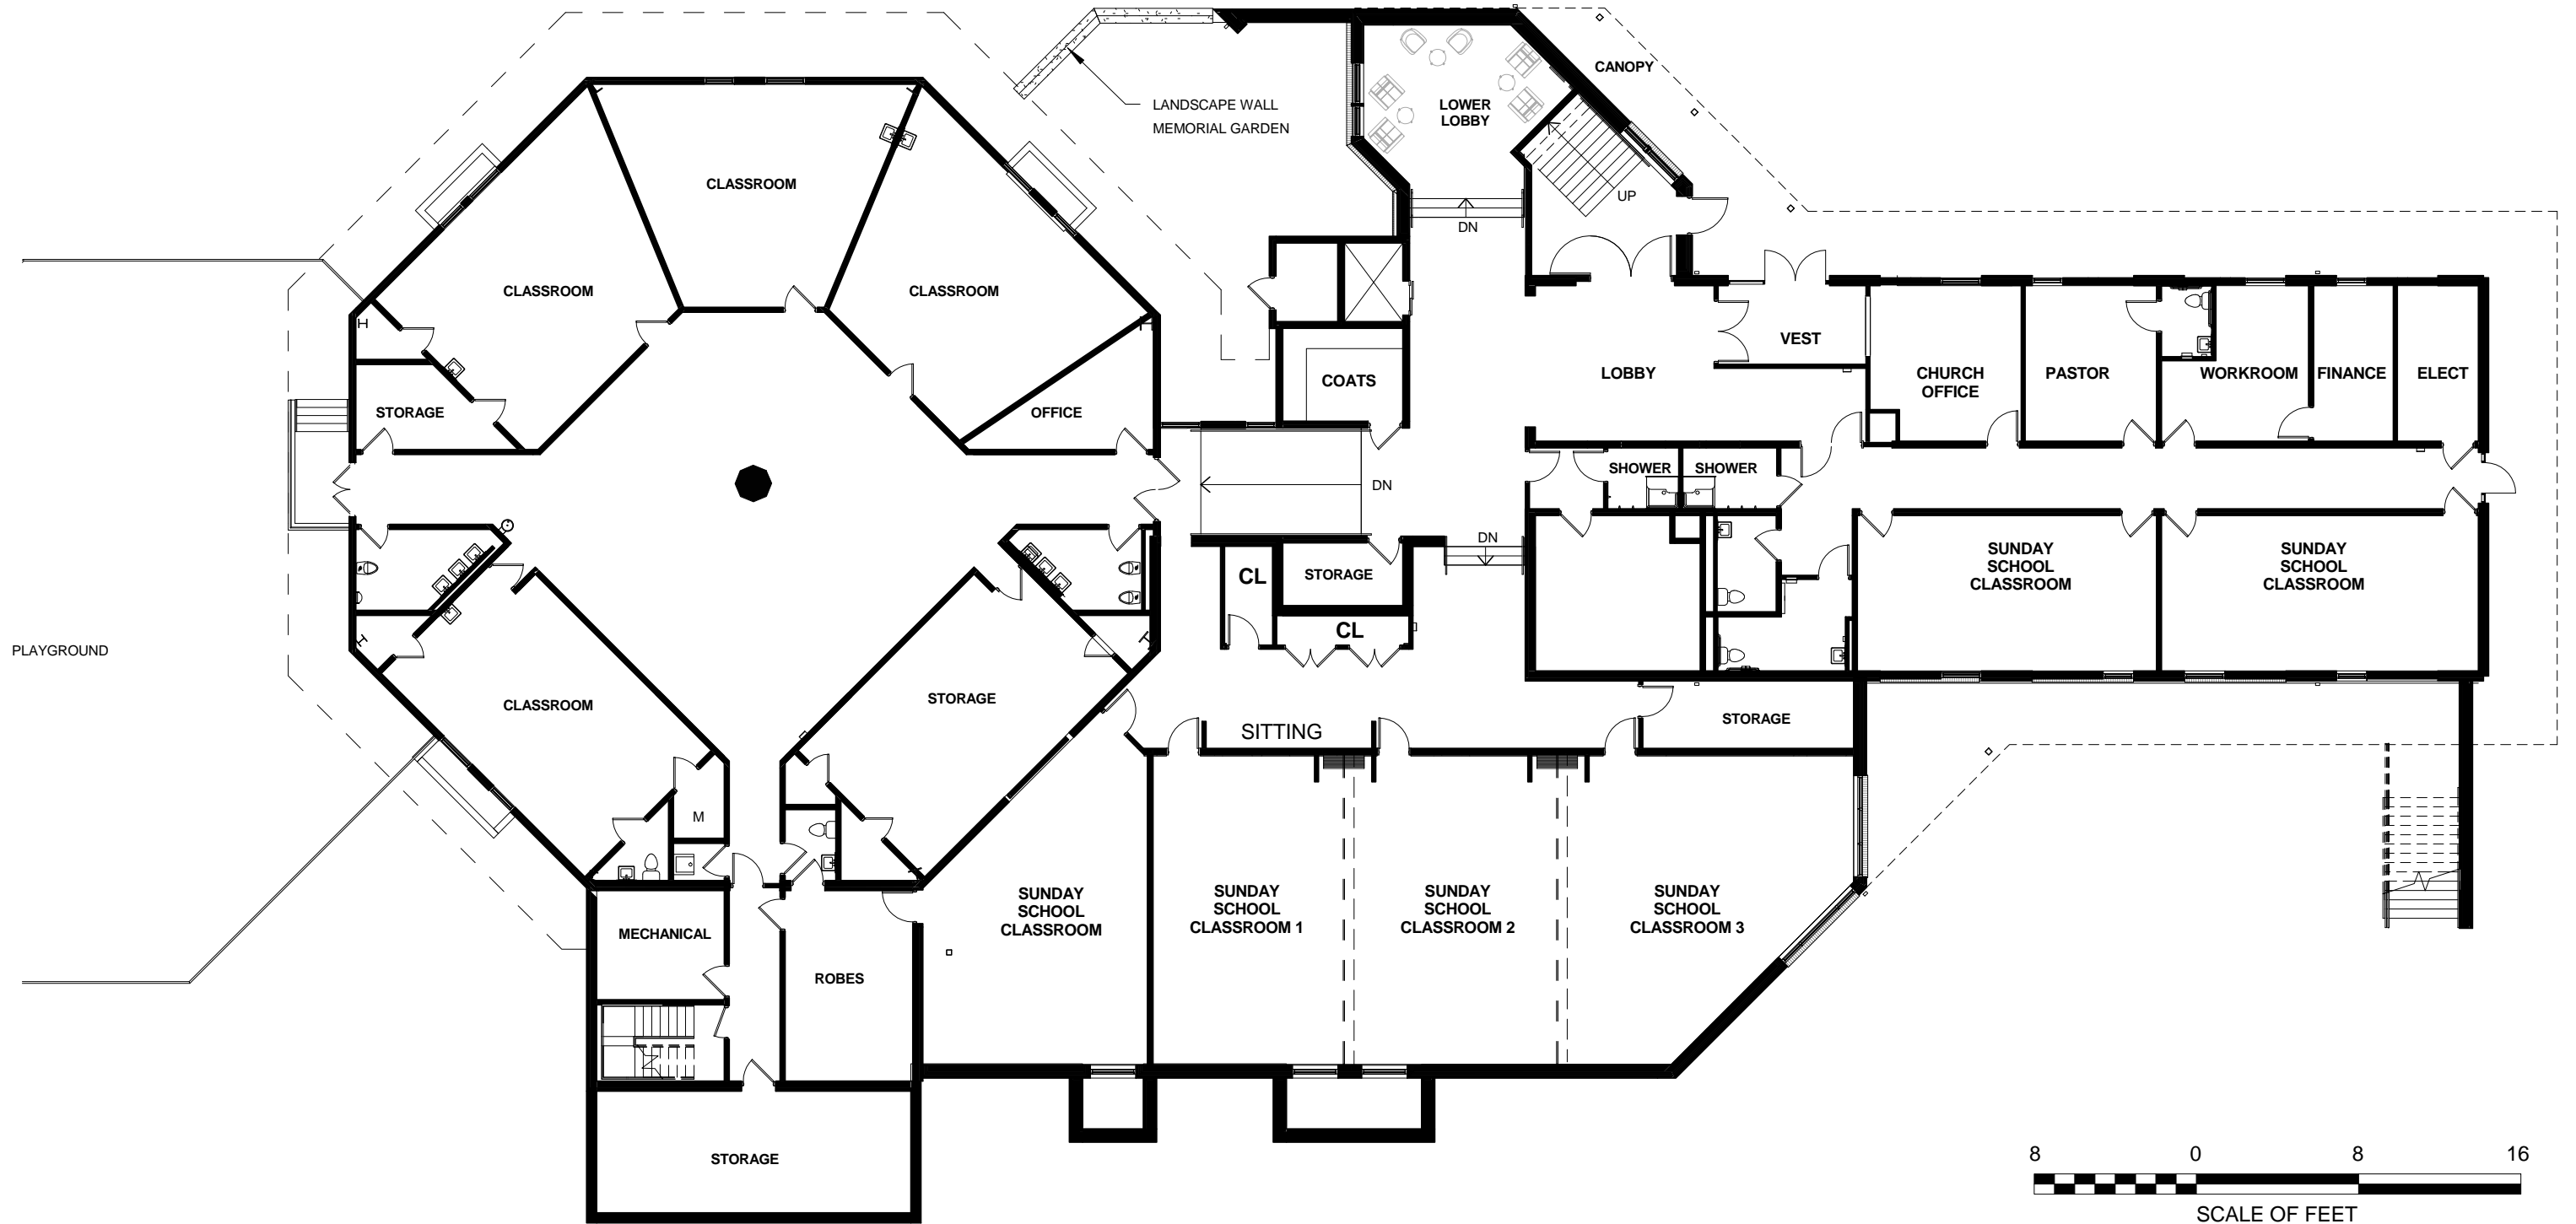 CANOPY
LANDSCAPE WALL
MEMORIAL GARDEN
LOWER
LOBBY
CLASSROOM
UP
DN
CLASSROOM
CLASSROOM
VEST
LOBBY
COATS
CHURCH
OFFICE
PASTOR
WORKROOM
FINANCE
ELECT
STORAGE
OFFICE
SHOWER
SHOWER
DN
DN
SUNDAY
SCHOOL
CLASSROOM
SUNDAY
SCHOOL
CLASSROOM
CL
STORAGE
CL
PLAYGROUND
CLASSROOM
STORAGE
SITTING
STORAGE
M
SUNDAY
SCHOOL
CLASSROOM
SUNDAY
SCHOOL
CLASSROOM 1
SUNDAY
SCHOOL
CLASSROOM 2
SUNDAY
SCHOOL
CLASSROOM 3
MECHANICAL
ROBES
STORAGE
8 0 8 16
SCALE OF FEET